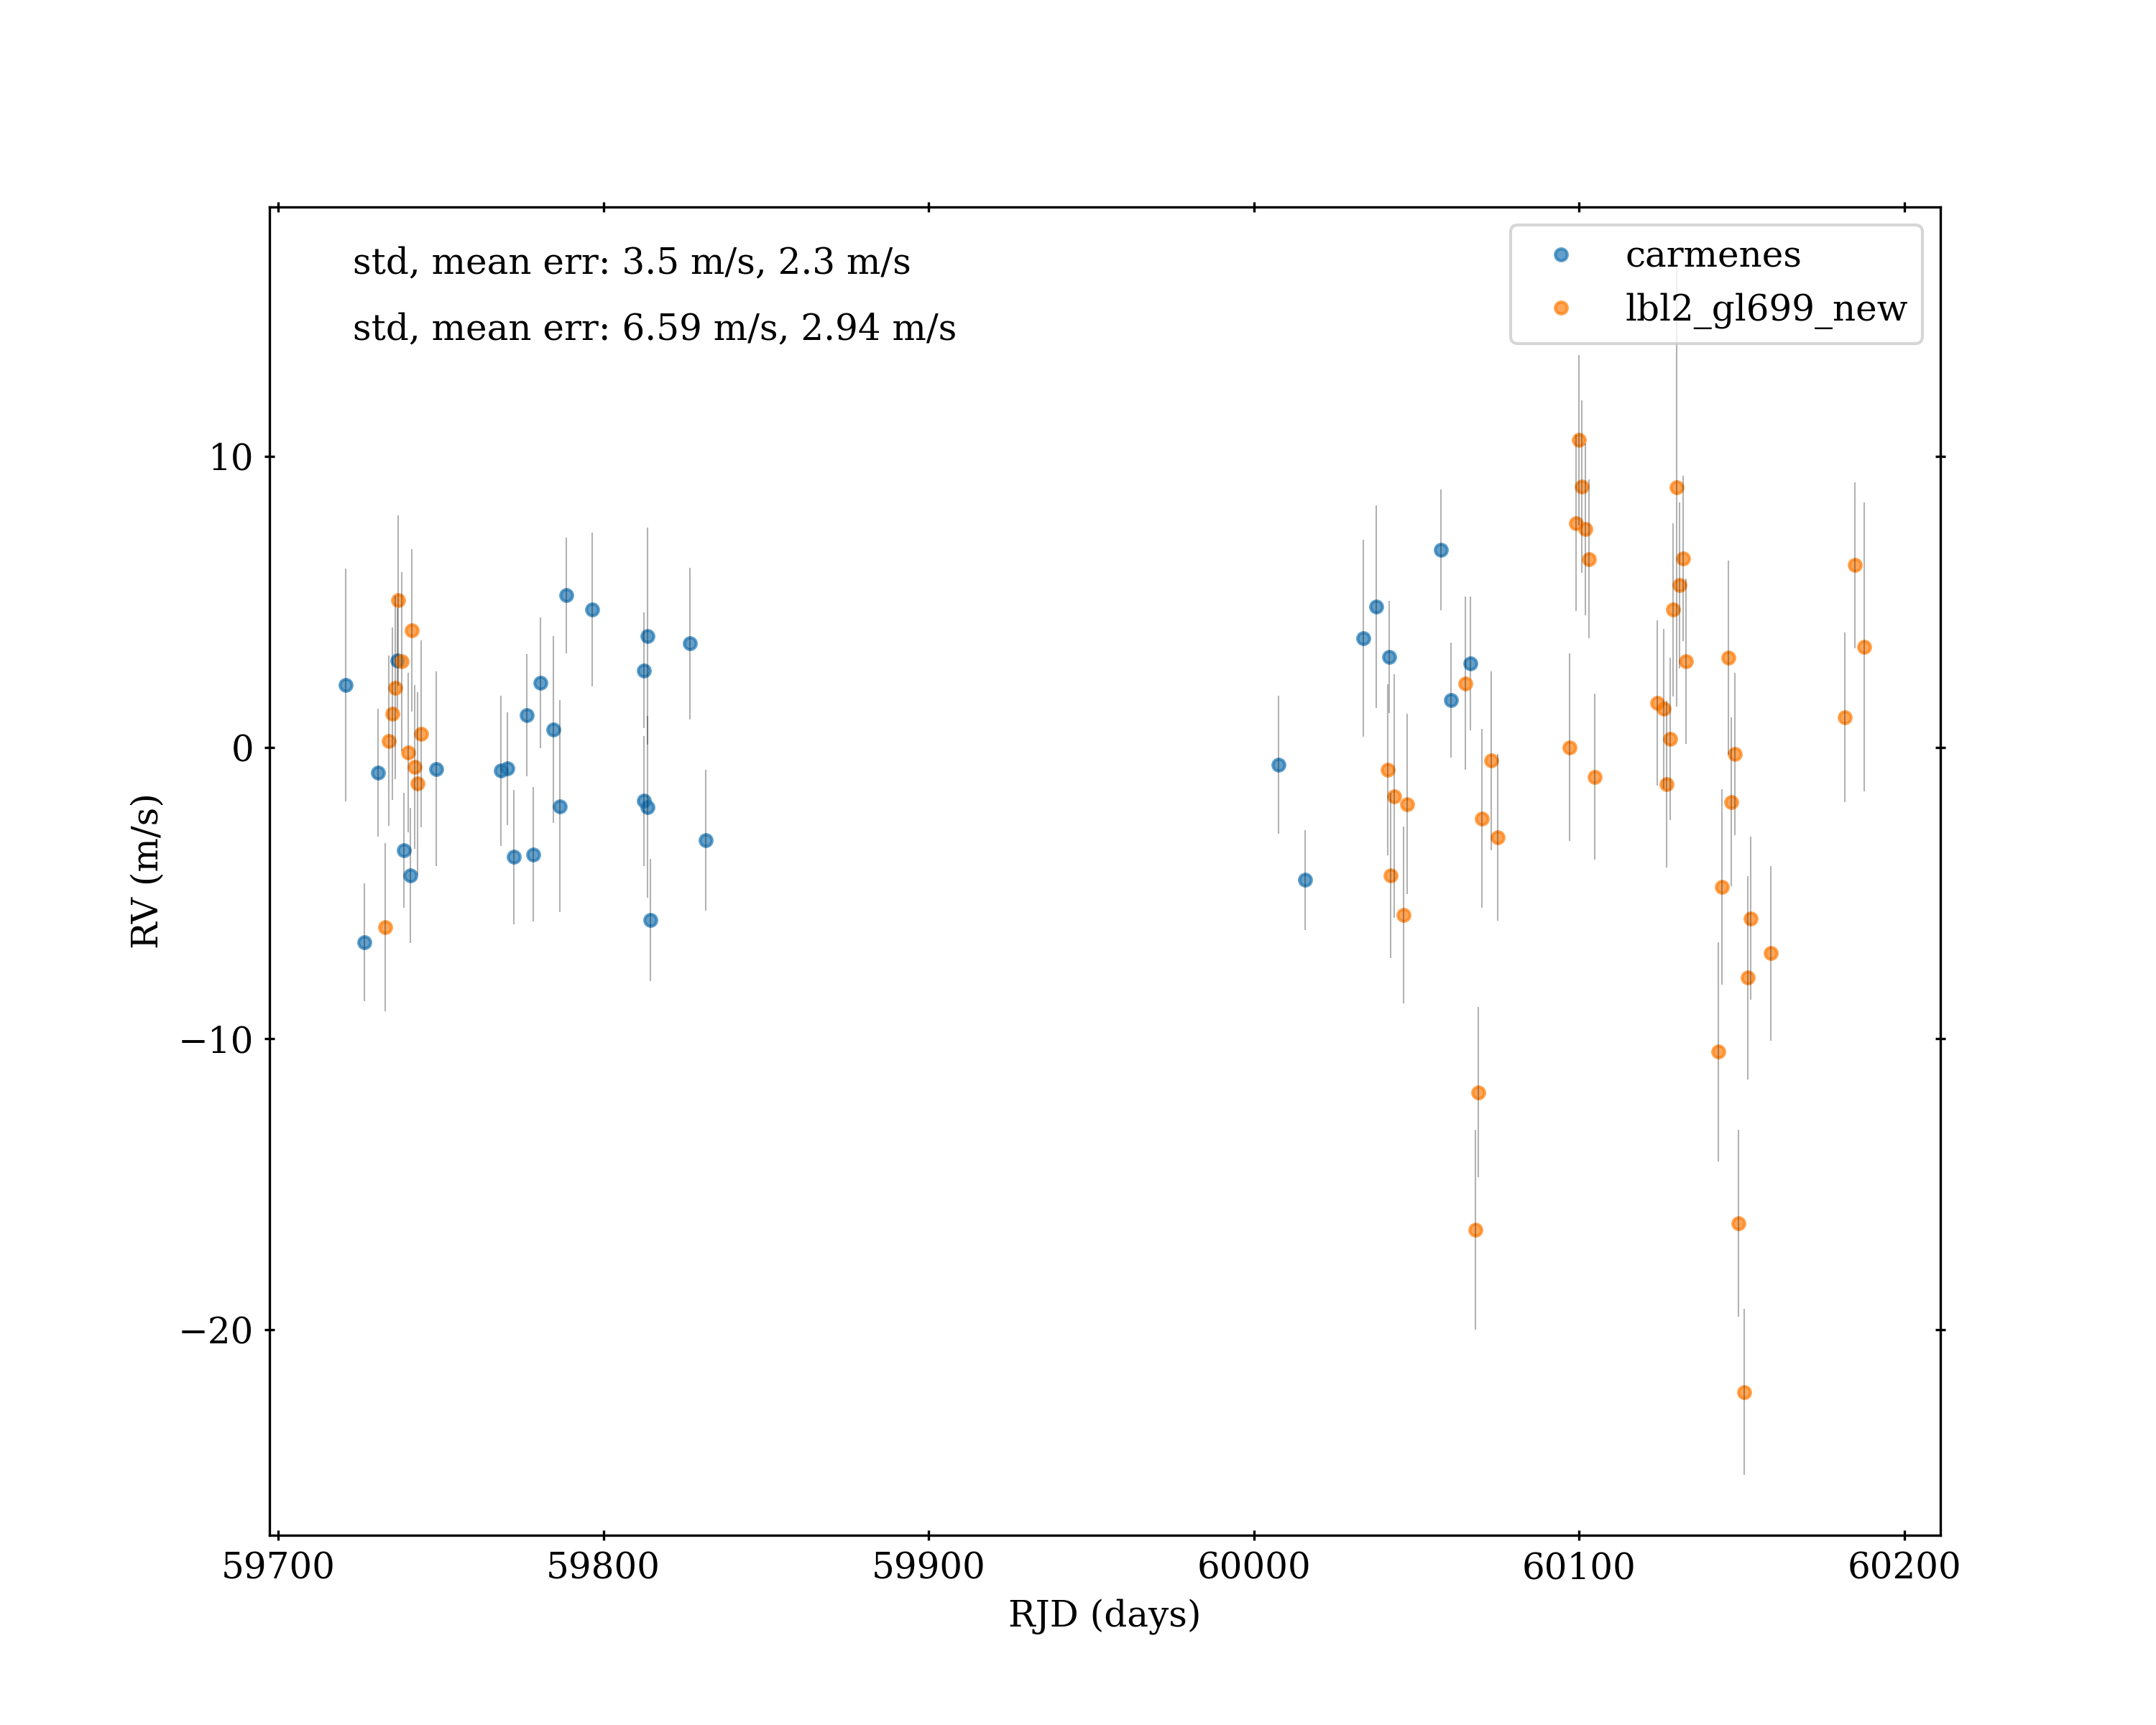 std, mean err: 3.5 m/s, 2.3 m/s
std, mean err: 6.59 m/s, 2.94 m/s
carmenes
lbl2_gl699_new
10
0
−10
−20
RV (m/s)
59700 59800 59900 60000 60100 60200
RJD (days)